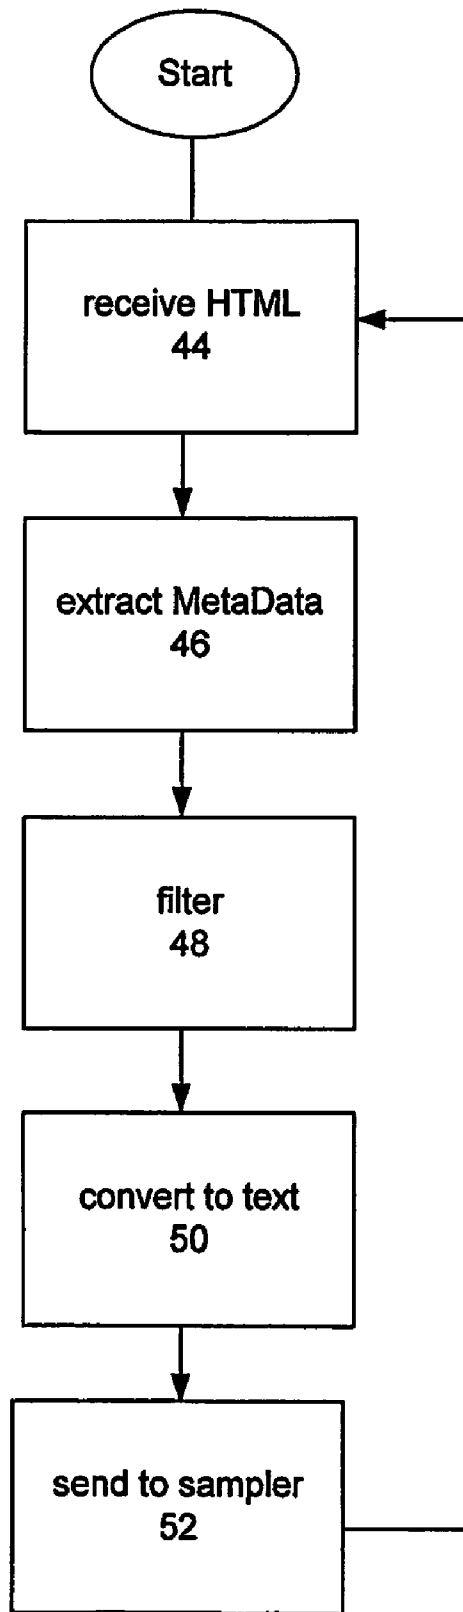 Start
receive HTML
44
extract MetaData
46
filter
48
convert to text
50
send to sampler
52